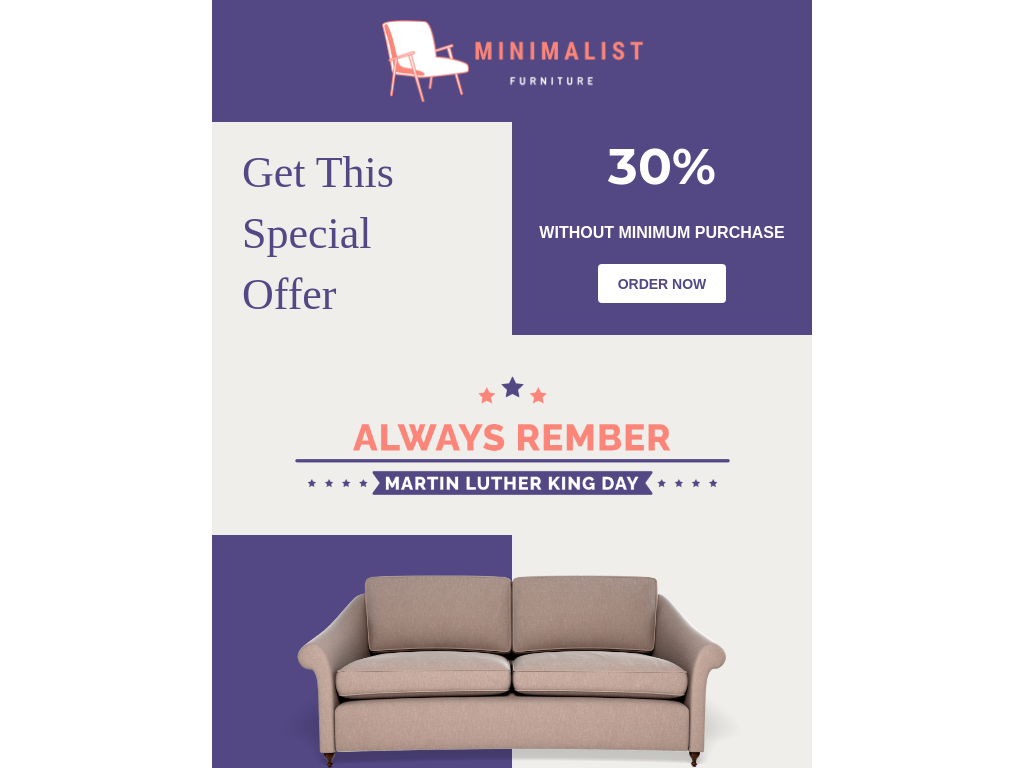 MINIMALIST
FURNITURE
Get This
Special
Offer
30%
WITHOUT MINIMUM PURCHASE
ORDER NOW
ALWAYS REMBER
MARTIN LUTHER KING DAY